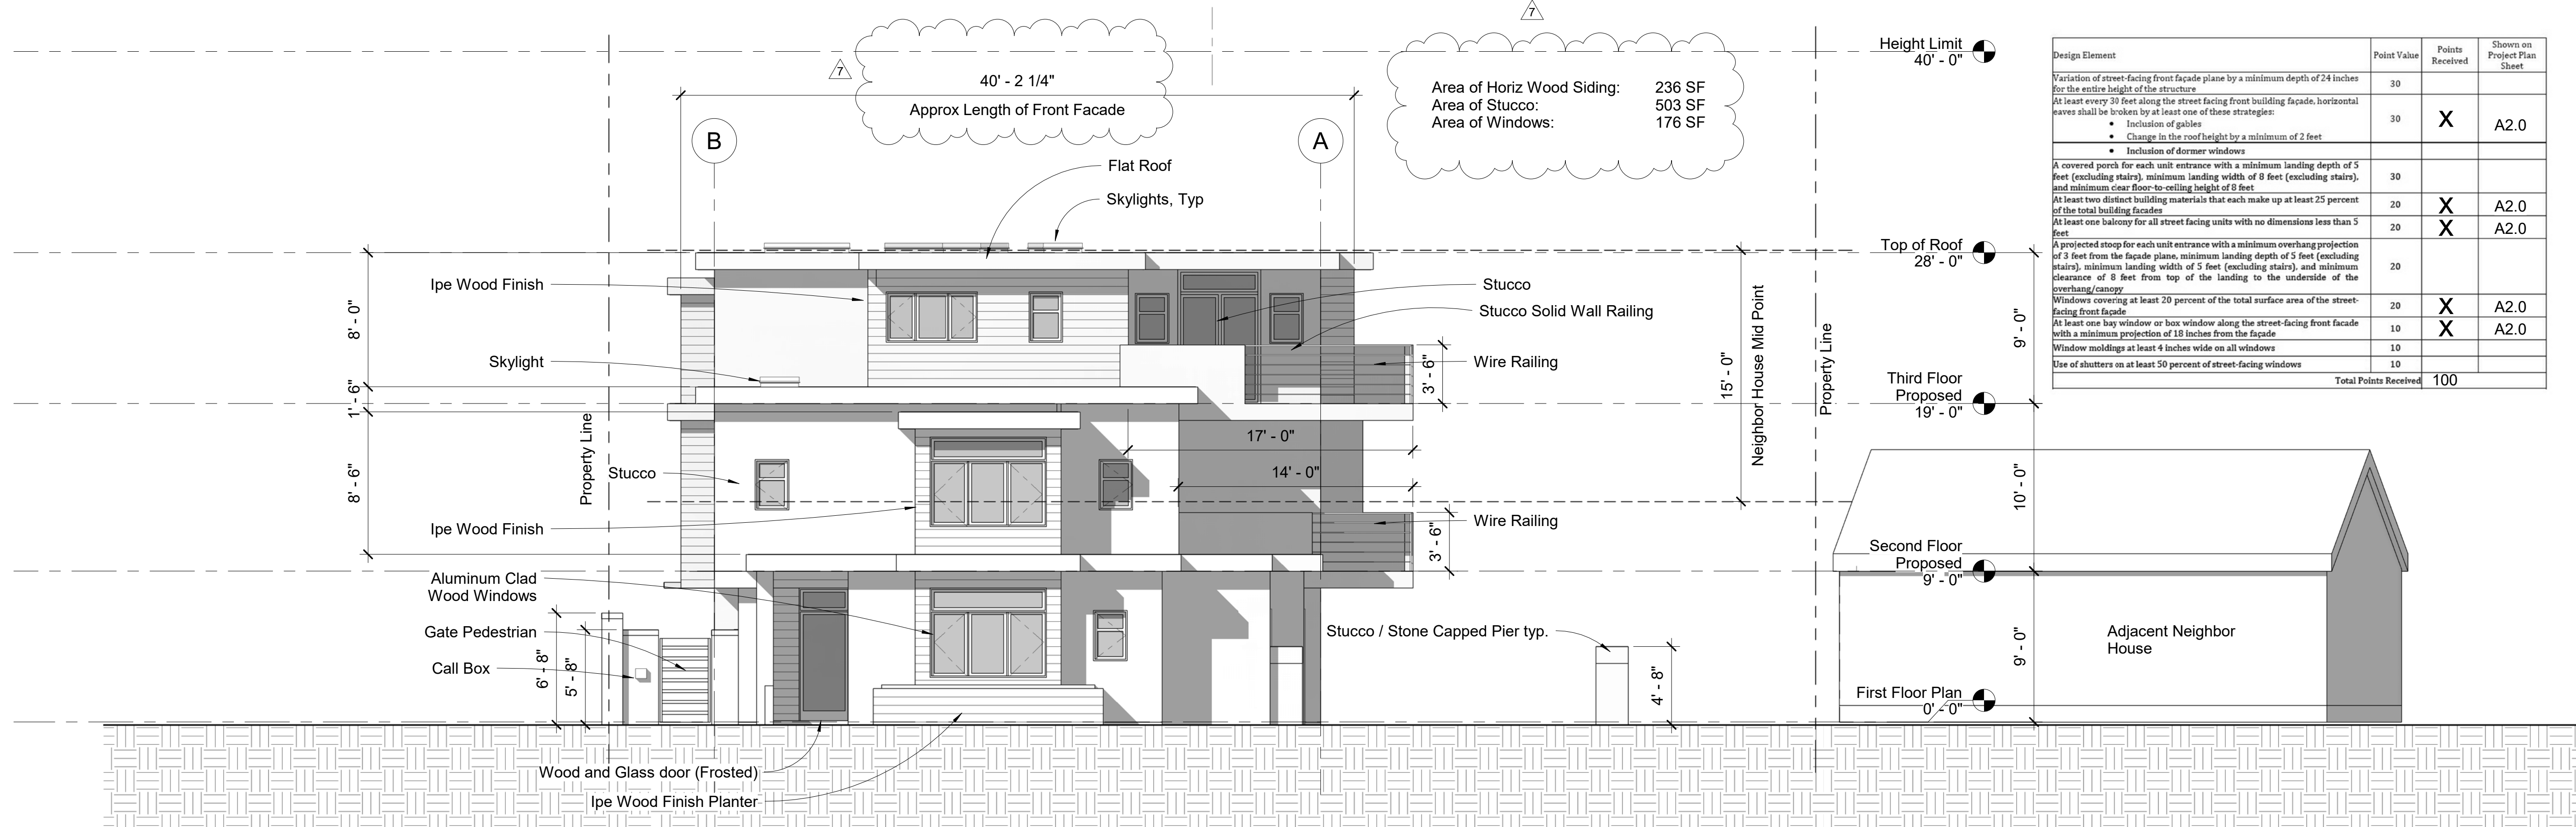 7
7
40' - 2 1/4"
Approx Length of Front Facade
Area of Horiz Wood Siding: 236 SF
Area of Stucco: 503 SF
Area of Windows: 176 SF
Height Limit
40' - 0"
B
A
Flat Roof
Skylights, Typ
Top of Roof
28' - 0"
Ipe Wood Finish
Stucco
Stucco Solid Wall Railing
Skylight
Wire Railing
8' - 0"
1' - 6"
8' - 6"
3' - 6"
15' - 0"
Neighbor House Mid Point
Property Line
9' - 0"
Third Floor
Proposed
19' - 0"
Property Line
17' - 0"
14' - 0"
Stucco
Ipe Wood Finish
Wire Railing
3' - 6"
10' - 0"
Second Floor
Proposed
9' - 0"
Aluminum Clad
Wood Windows
Gate Pedestrian
Call Box
6' - 8"
5' - 8"
Stucco / Stone Capped Pier typ.
4' - 8"
9' - 0"
Adjacent Neighbor
House
First Floor Plan
0' - 0"
Wood and Glass door (Frosted)
Ipe Wood Finish Planter
Design Element Point Value Points Received Shown on Project Plan Sheet
Variation of street-facing front façade plane by a minimum depth of 24 inches
for the entire height of the structure 30
At least every 30 feet along the street facing front building façade, horizontal
eaves shall be broken by at least one of these strategies: 30 X A2.0
• Inclusion of gables
• Change in the roof height by a minimum of 2 feet
• Inclusion of dormer windows
A covered porch for each unit entrance with a minimum landing depth of 5
feet (excluding stairs), minimum landing width of 8 feet (excluding stairs), 30
and minimum clear floor-to-ceiling height of 8 feet
At least two distinct building materials that each make up at least 25 percent
of the total building facades 20 X A2.0
At least one balcony for all street facing units with no dimensions less than 5
feet 20 X A2.0
A projected stoop for each unit entrance with a minimum overhang projection
of 3 feet from the façade plane, minimum landing depth of 5 feet (excluding
stairs), minimum landing width of 5 feet (excluding stairs), and minimum 20
clearance of 8 feet from top of the landing to the underside of the
overhang/canopy
Windows covering at least 20 percent of the total surface area of the street-
facing front façade 20 X A2.0
At least one bay window or box window along the street-facing front facade
with a minimum projection of 18 inches from the façade 10 X A2.0
Window moldings at least 4 inches wide on all windows 10
Use of shutters on at least 50 percent of street-facing windows 10
Total Points Received 100